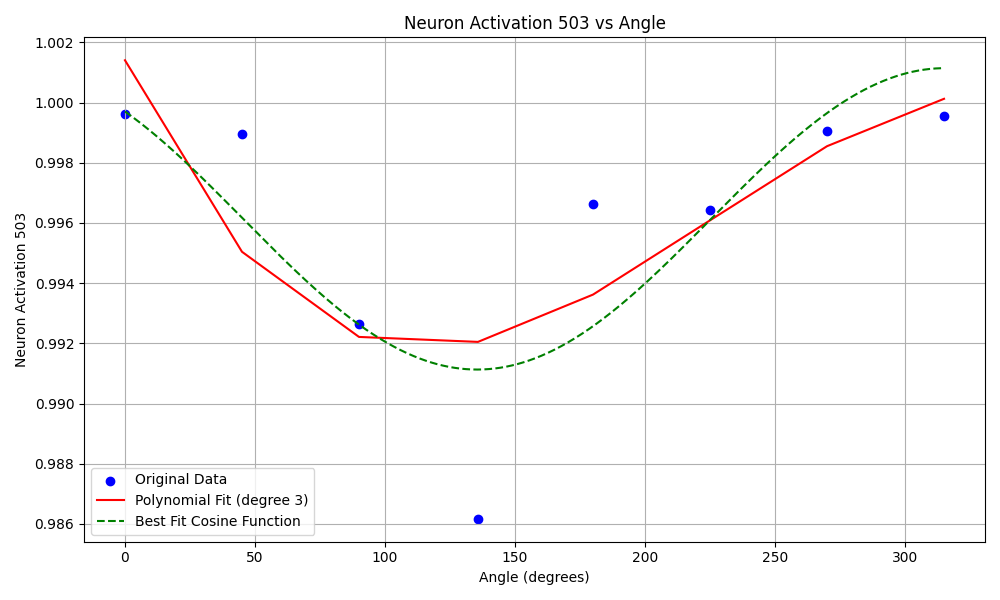 Neuron Activation 503 vs Angle
1.002
1.000
0.998
0.996
0.994
0.992
0.990
0.988
0.986
Neuron Activation 503
Original Data
Polynomial Fit (degree 3)
Best Fit Cosine Function
0 50 100 150 200 250 300
Angle (degrees)